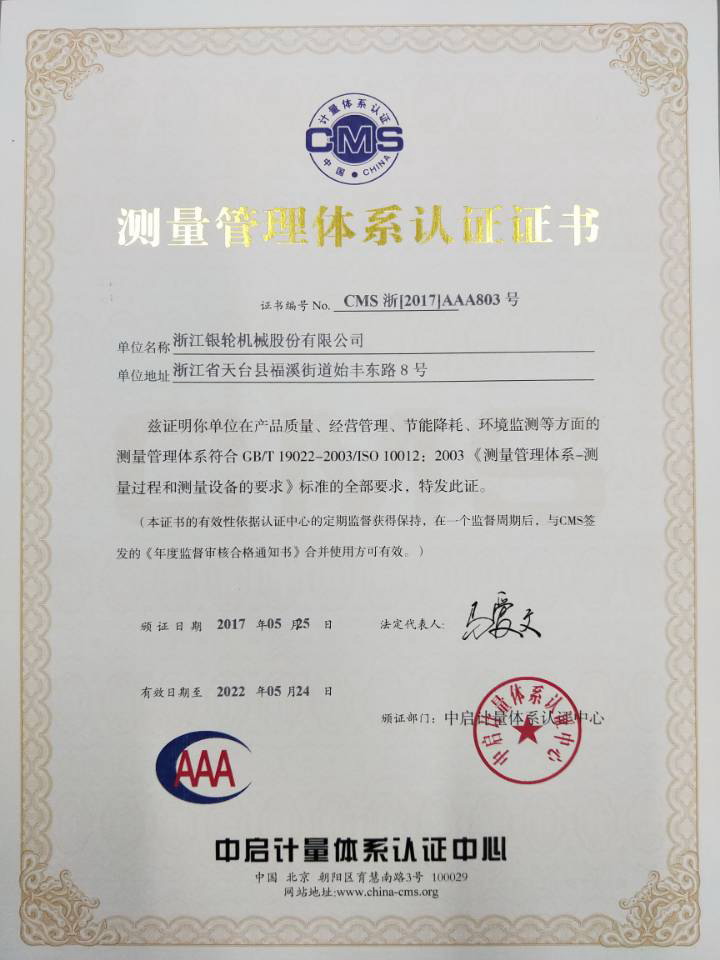 计量体系认证
CMS
中国 ● CHINA
测量管理体系认证证书
证书编号 No. CMS 浙[2017]AAA803 号
单位名称 浙江银轮机械股份有限公司
单位地址 浙江省天台县福溪街道始丰东路 8 号
兹证明你单位在产品质量、经营管理、节能降耗、环境监测等方面的
测量管理体系符合 GB/T 19022-2003/ISO 10012：2003《测量管理体系-测
量过程和测量设备的要求》标准的全部要求，特发此证。
（本证书的有效性依据认证中心的定期监督获得保持，在一个监督周期后，与CMS签
发的《年度监督审核合格通知书》合并使用方可有效。）
颁证日期 2017 年05 月25 日
法定代表人: 马爱文
有效日期至 2022 年05 月24 日
颁证部门: 中启计量体系认证中心
中启计量体系认证中心
AAA
中启计量体系认证中心
中国 北京 朝阳区育慧南路3号 100029
网站地址:www.china-cms.org